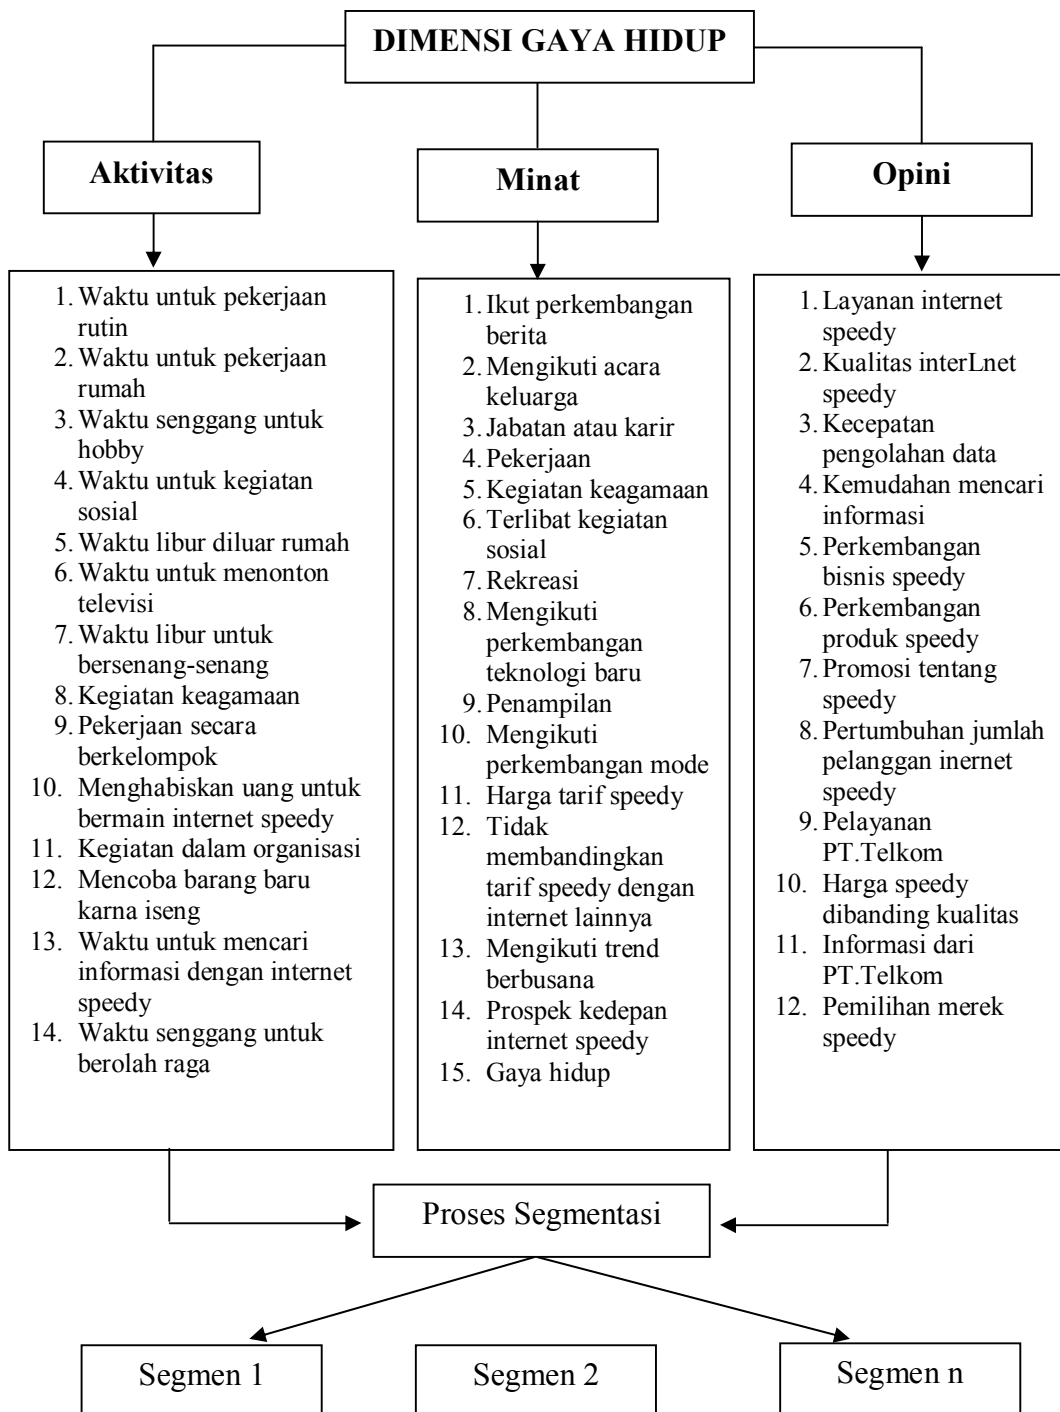 DIMENSI GAYA HIDUP
Aktivitas
Minat
Opini
1. Waktu untuk pekerjaan
rutin
2. Waktu untuk pekerjaan
rumah
3. Waktu senggang untuk
hobby
4. Waktu untuk kegiatan
sosial
5. Waktu libur diluar rumah
6. Waktu untuk menonton
televisi
7. Waktu libur untuk
bersenang-senang
8. Kegiatan keagamaan
9. Pekerjaan secara
berkelompok
10. Menghabiskan uang untuk
bermain internet speedy
11. Kegiatan dalam organisasi
12. Mencoba barang baru
karna iseng
13. Waktu untuk mencari
informasi dengan internet
speedy
14. Waktu senggang untuk
berolah raga
1. Ikut perkembangan
berita
2. Mengikuti acara
keluarga
3. Jabatan atau karir
4. Pekerjaan
5. Kegiatan keagamaan
6. Terlibat kegiatan
sosial
7. Rekreasi
8. Mengikuti
perkembangan
teknologi baru
9. Penampilan
10. Mengikuti
perkembangan mode
11. Harga tarif speedy
12. Tidak
membandingkan
tarif speedy dengan
internet lainnya
13. Mengikuti trend
berbusana
14. Prospek kedepan
internet speedy
15. Gaya hidup
1. Layanan internet
speedy
2. Kualitas interLnet
speedy
3. Kecepatan
pengolahan data
4. Kemudahan mencari
informasi
5. Perkembangan
bisnis speedy
6. Perkembangan
produk speedy
7. Promosi tentang
speedy
8. Pertumbuhan jumlah
pelanggan inernet
speedy
9. Pelayanan
PT.Telkom
10. Harga speedy
dibanding kualitas
11. Informasi dari
PT.Telkom
12. Pemilihan merek
speedy
Proses Segmentasi
Segmen 1
Segmen 2
Segmen n